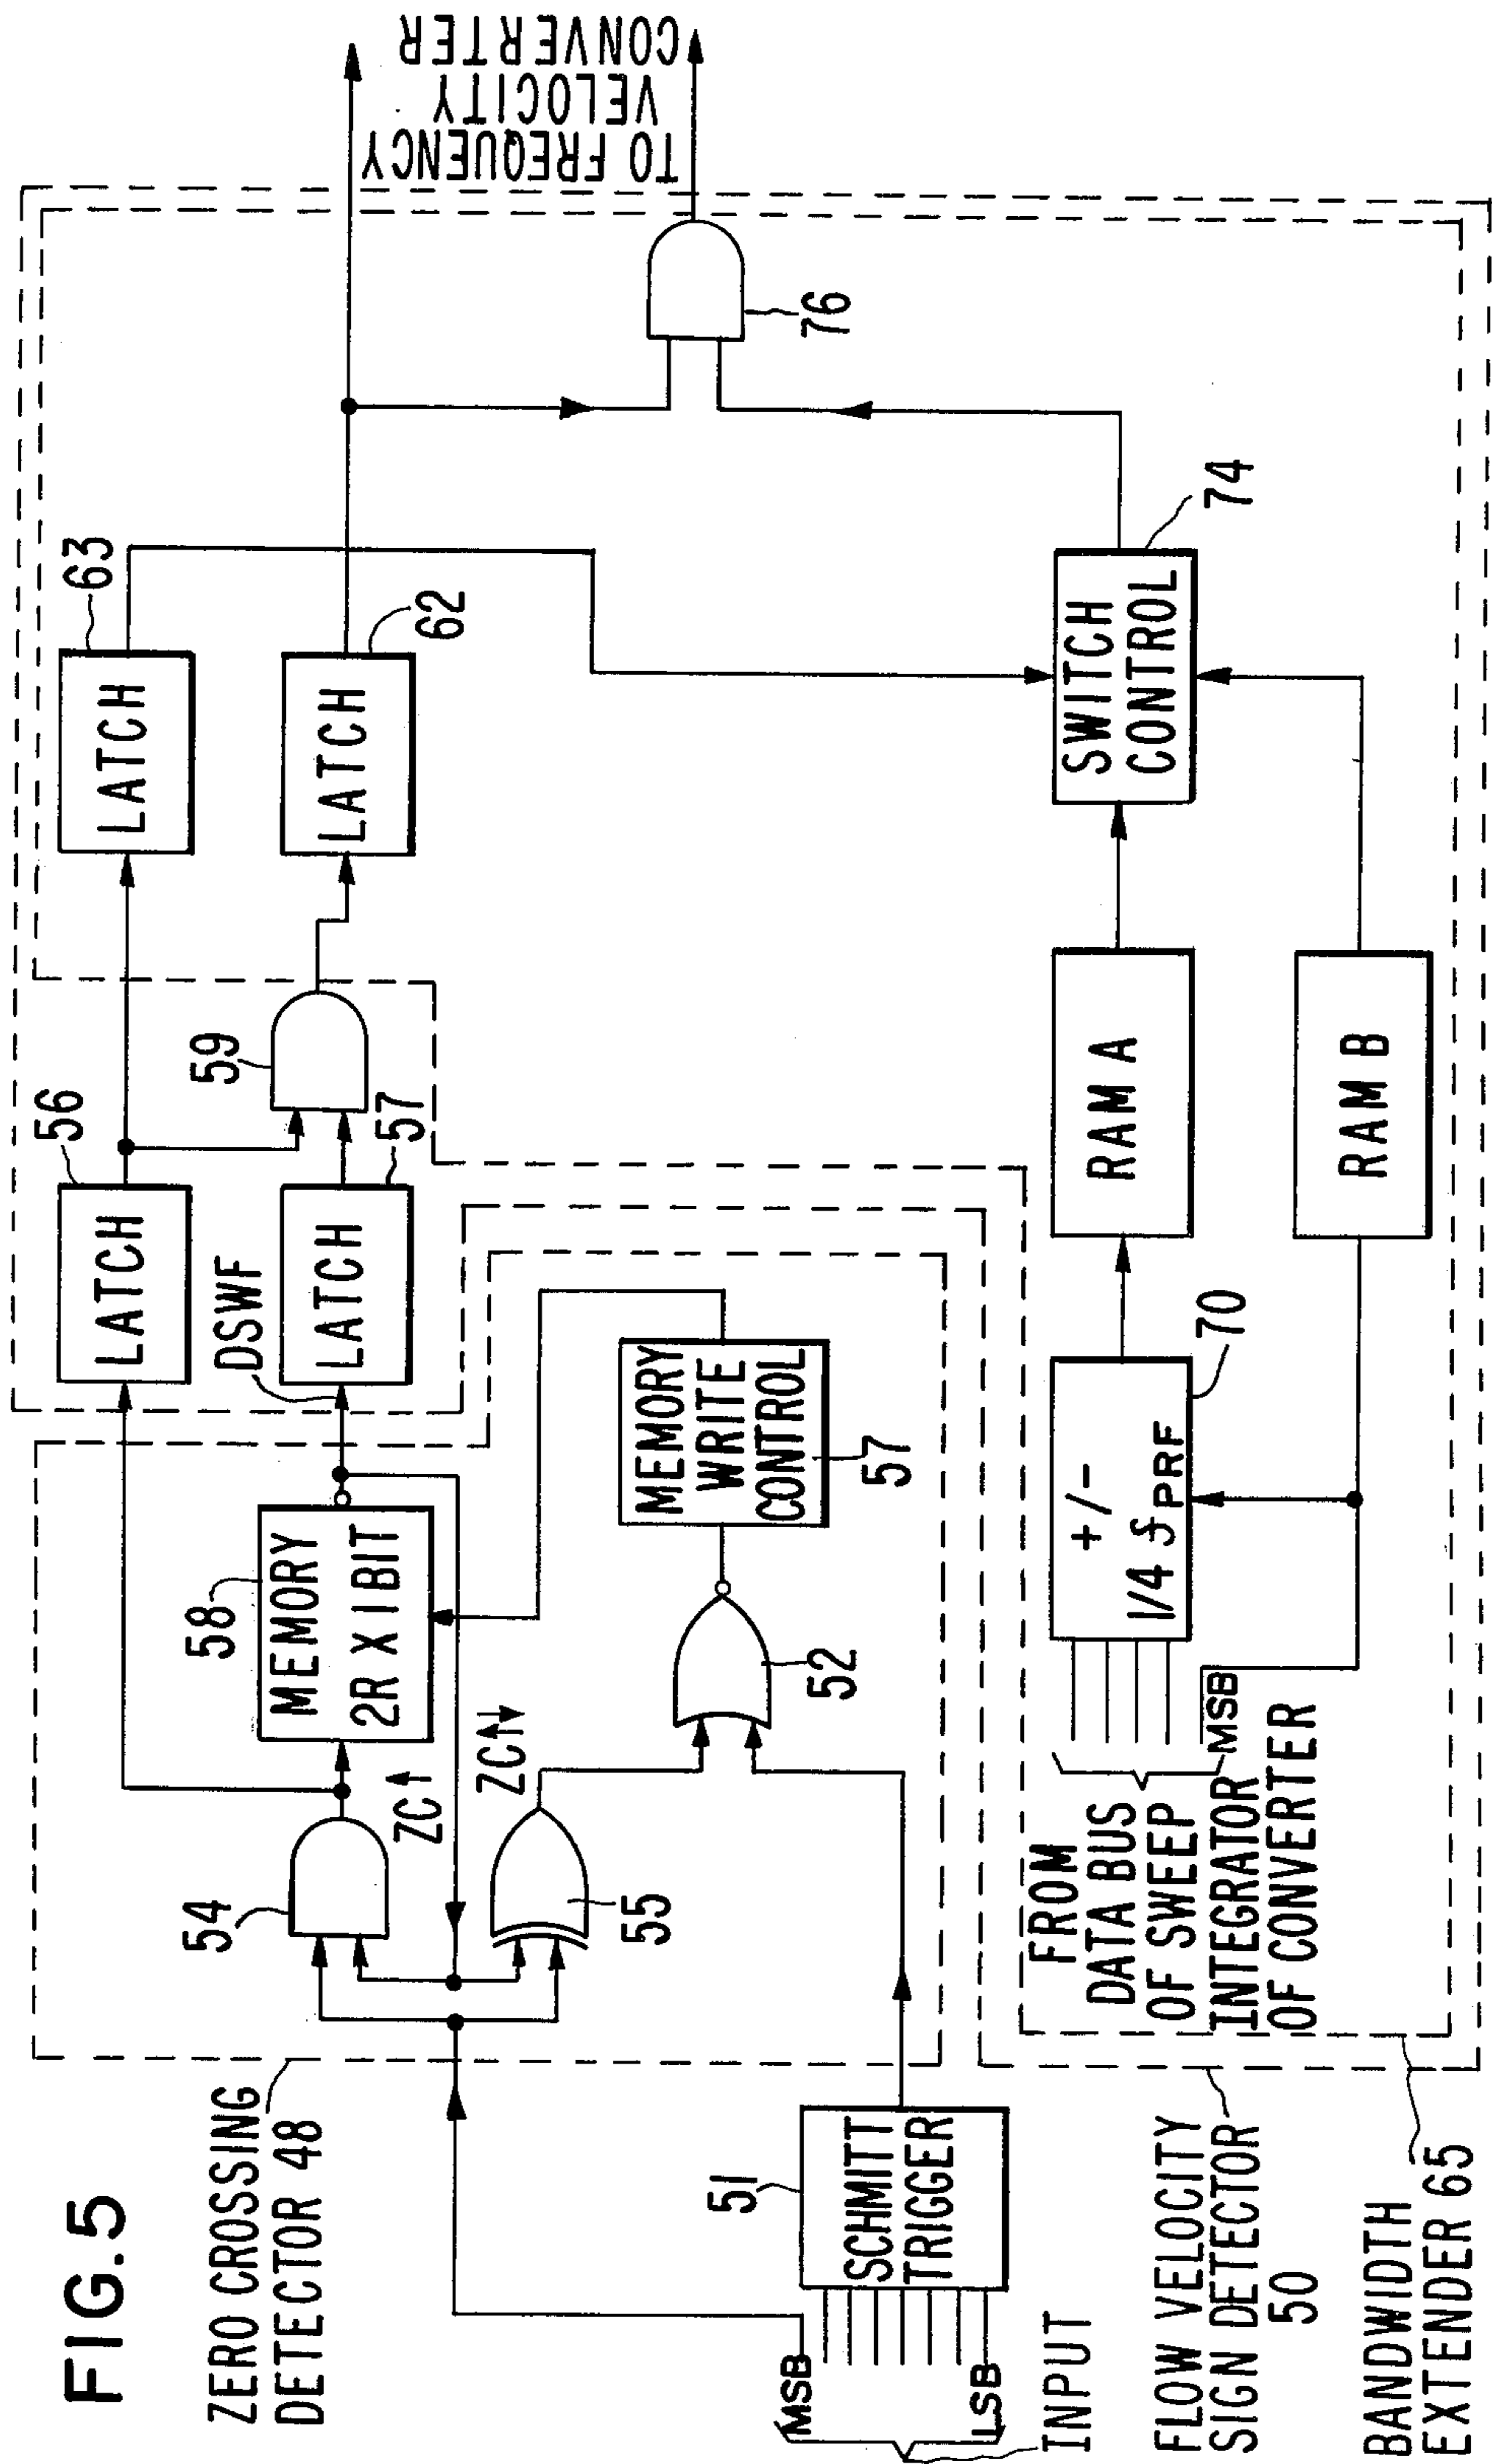 FIG.5
ZERO CROSSING
DETECTOR 48
54
ZC↑
58
MEMORY
2R X 1BIT
DSWF
LATCH
56
LATCH
57
59
LATCH
63
LATCH
62
TO FREQUENCY
VELOCITY
CONVERTER
55
ZC↑↓
52
MEMORY
WRITE
CONTROL
57
76
MSB
LSB
INPUT
51
SCHMITT
TRIGGER
FLOW VELOCITY
SIGN DETECTOR
50
BANDWIDTH
EXTENDER 65
FROM
DATA BUS
OF SWEEP
INTEGRATOR
OF CONVERTER
MSB
+/-
1/4 fPRF
70
RAM A
RAM B
SWITCH
CONTROL
74